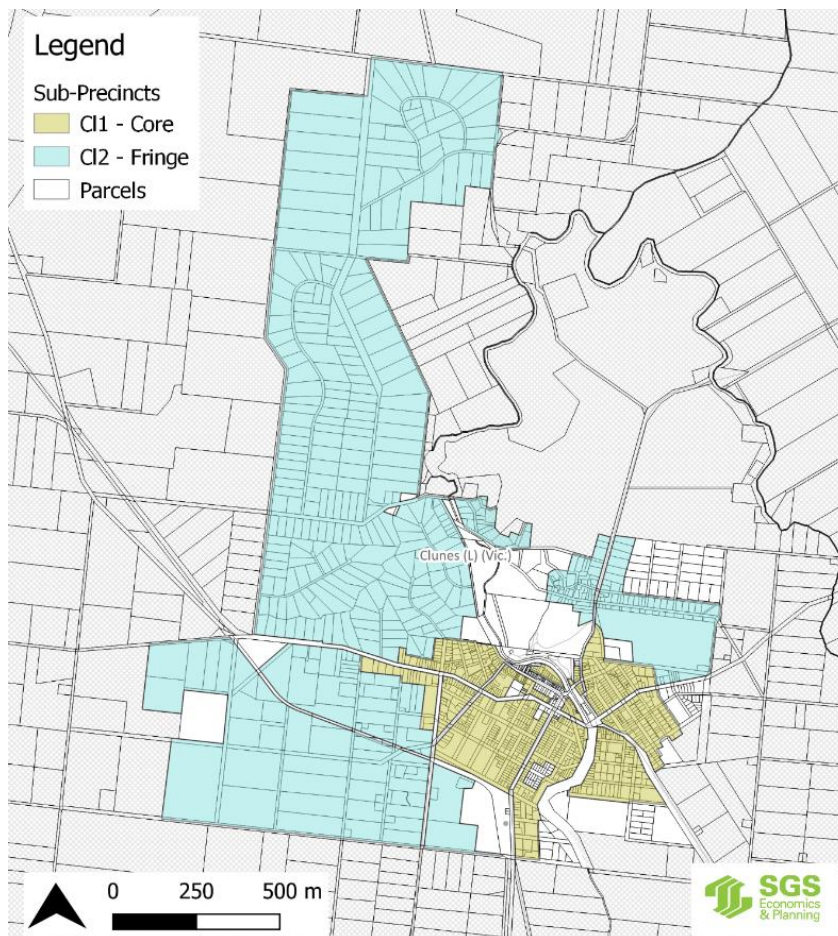 Legend
Sub-Precincts
Cl1 - Core
Cl2 - Fringe
Parcels
Clunes (L) (Vic.)
0 250 500 m
SGS
Economics
& Planning